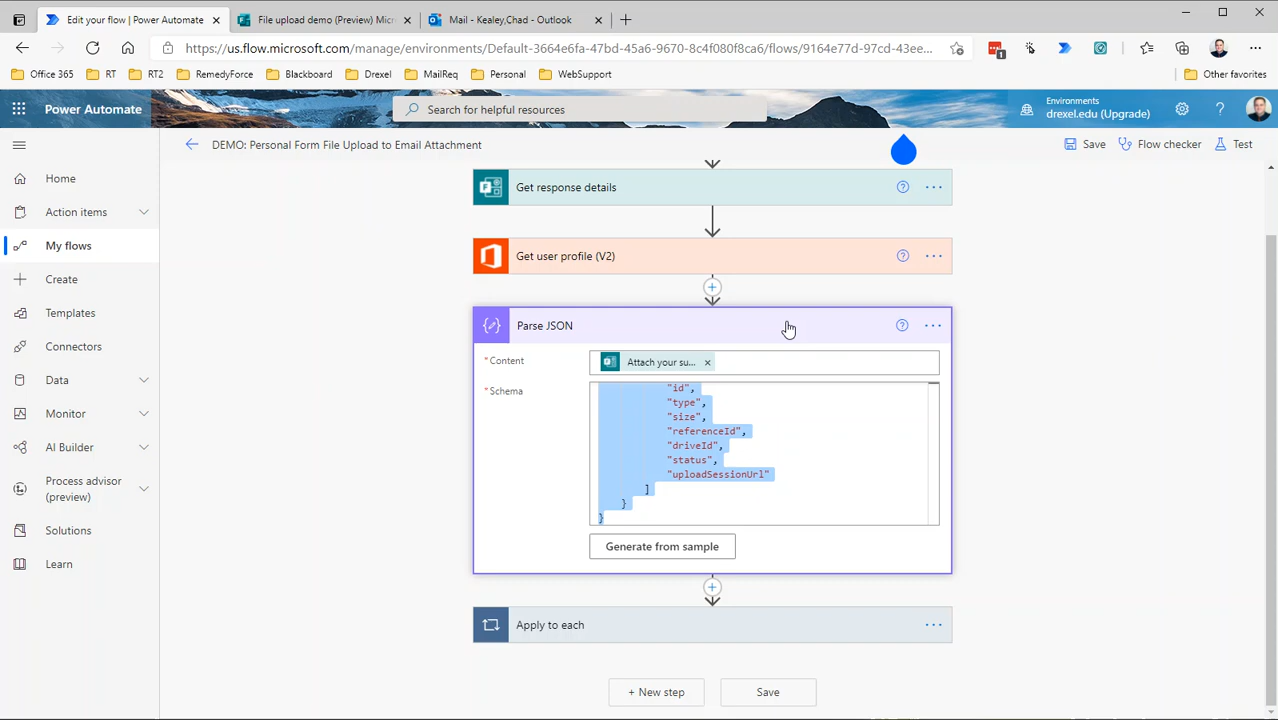 Edit your flow | Power Automate
File upload demo (Preview) Micr
Mail - Kealey,Chad - Outlook
https://us.flow.microsoft.com/manage/environments/Default-3664e6fa-47bd-45a6-9670-8c4f080f8ca6/flows/9164e77d-97cd-43ee...
1
Office 365
RT
RT2
RemedyForce
Blackboard
Drexel
MailReq
Personal
WebSupport
Other favorites
Power Automate
Search for helpful resources
Environments
drexel.edu (Upgrade)
?
DEMO: Personal Form File Upload to Email Attachment
Save
Flow checker
Test
Home
Action items
My flows
Create
Templates
Connectors
Data
Monitor
AI Builder
Process advisor
(preview)
Solutions
Learn
Get response details
Get user profile (V2)
Parse JSON
*Content
Attach your su...
*Schema
"id",
"type",
"size",
"referenceId",
"driveId",
"status",
"uploadSessionUrl"
]
}
}
Generate from sample
Apply to each
+ New step
Save